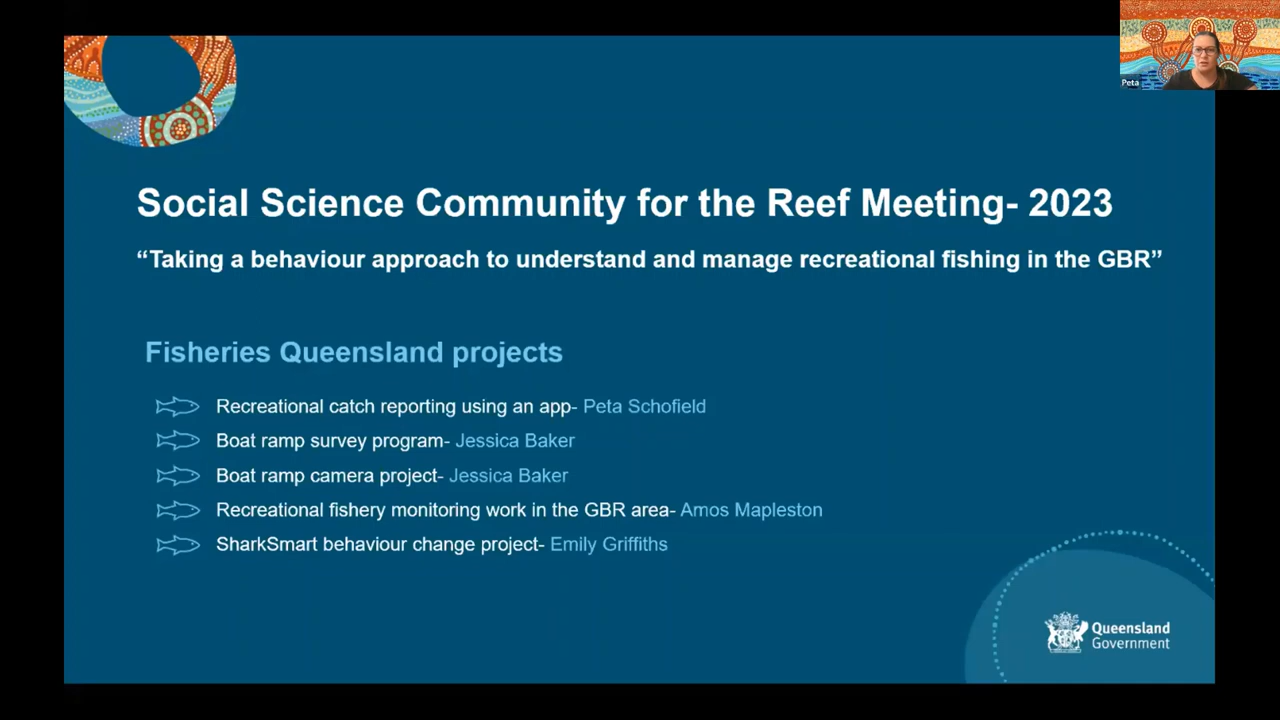 Peta
Social Science Community for the Reef Meeting- 2023
“Taking a behaviour approach to understand and manage recreational fishing in the GBR”
Fisheries Queensland projects
Recreational catch reporting using an app- Peta Schofield
Boat ramp survey program- Jessica Baker
Boat ramp camera project- Jessica Baker
Recreational fishery monitoring work in the GBR area- Amos Mapleston
SharkSmart behaviour change project- Emily Griffiths
Queensland
Government